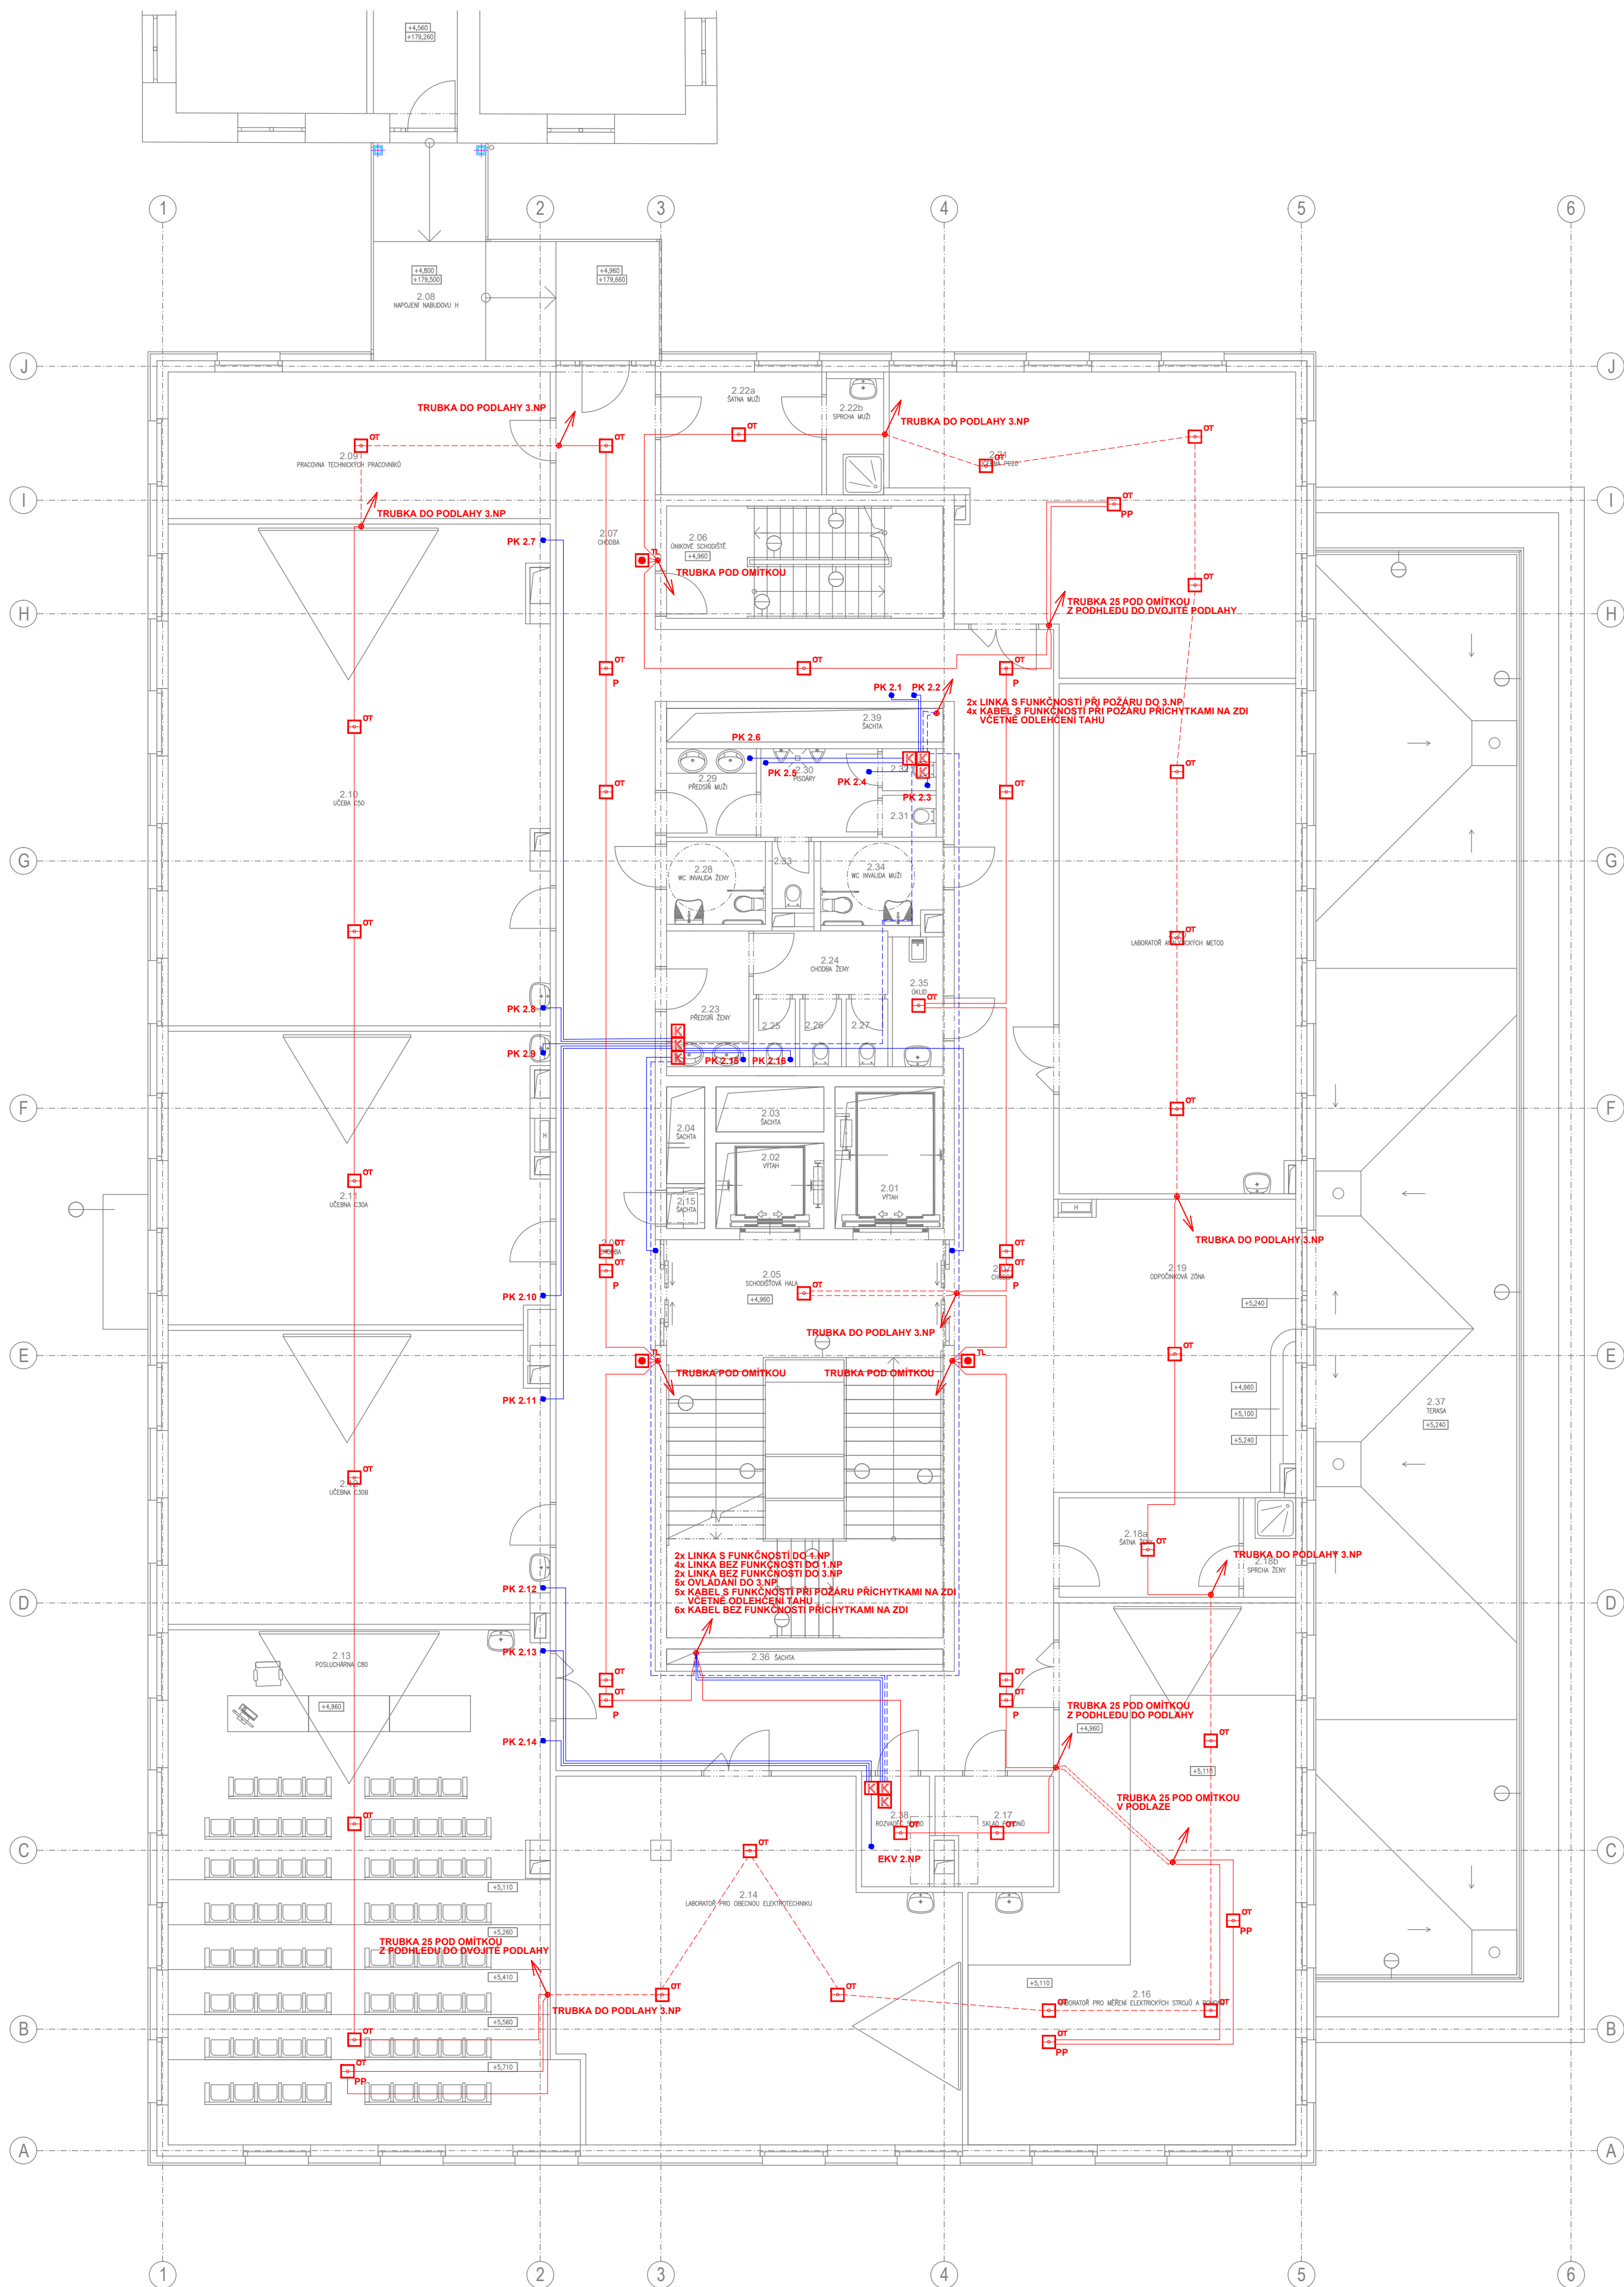 +4,560
+179,260
1
2
3
4
5
6
+4,800
+179,500
2.08
NAPOJENÍ NABUDOVU H
+4,960
+179,660
J
J
2.22a
ŠATNA MUŽI
2.22b
SPRCHA MUŽI
TRUBKA DO PODLAHY 3.NP
TRUBKA DO PODLAHY 3.NP
OT
OT
OT
OT
OT
2.09
PRACOVNA TECHNICKÝCH PRACOVNÍKŮ
I
I
OT
PP
TRUBKA DO PODLAHY 3.NP
PK 2.7
2.07
CHODBA
2.06
ÚNIKOVÉ SCHODIŠTĚ
+4,960
TL
TRUBKA POD OMÍTKOU
OT
TRUBKA 25 POD OMÍTKOU
Z PODHLEDU DO DVOJITÉ PODLAHY
H
H
OT
P
OT
OT
P
PK 2.1
PK 2.2
2x LINKA S FUNKČNOSTÍ PŘI POŽÁRU DO 3.NP
4x KABEL S FUNKČNOSTÍ PŘI POŽÁRU PŘÍCHYTKAMI NA ZDI
VČETNĚ ODLEHČENÍ TAHU
OT
2.39
ŠACHTA
PK 2.6
K
K
K
PK 2.5
2.30
PISOÁRY
PK 2.4
PK 2.3
2.29
PŘEDSÍŇ MUŽI
OT
OT
OT
2.10
UČEBA C50
2.31
G
G
2.28
WC INVALIDA ŽENY
2.33
2.34
WC INVALIDA MUŽI
OT
OT
LABORATOŘ ANALYTICKÝCH METOD
2.24
CHODBA ŽENY
2.35
ÚKLID
OT
PK 2.8
2.23
PŘEDSÍŇ ŽENY
2.25
2.26
2.27
K
K
K
PK 2.9
PK 2.15
PK 2.16
F
F
OT
H
2.04
ŠACHTA
2.03
ŠACHTA
2.02
VÝTAH
2.01
VÝTAH
2.15
ŠACHTA
OT
2.11
UČEBNA C30A
H
TRUBKA DO PODLAHY 3.NP
OT
OT
P
CHODBA
2.05
SCHODIŠŤOVÁ HALA
+4,960
OT
OT
OT
P
2.19
ODPOČINKOVÁ ZÓNA
PK 2.10
+5,240
TRUBKA DO PODLAHY 3.NP
E
E
TL
TL
OT
TRUBKA POD OMÍTKOU
TRUBKA POD OMÍTKOU
+4,960
+5,100
+5,240
2.37
TERASA
+5,240
PK 2.11
OT
UČEBNA C30B
2.18a
ŠATNA ŽENY
OT
TRUBKA DO PODLAHY 3.NP
2.18b
SPRCHA ŽENY
2x LINKA S FUNKČNOSTÍ DO 1.NP
4x LINKA BEZ FUNKČNOSTI DO 1.NP
2x LINKA BEZ FUNKČNOSTI DO 3.NP
5x OVLÁDÁNÍ DO 3.NP
5x KABEL S FUNKČNOSTÍ PŘI POŽÁRU PŘÍCHYTKAMI NA ZDI
VČETNĚ ODLEHČENÍ TAHU
6x KABEL BEZ FUNKČNOSTI PŘÍCHYTKAMI NA ZDI
PK 2.12
D
D
PK 2.13
2.13
POSLUCHÁRNA C80
+4,960
2.36 ŠACHTA
OT
OT
P
OT
OT
P
TRUBKA 25 POD OMÍTKOU
Z PODHLEDU DO PODLAHY
+4,960
PK 2.14
OT
+5,110
TRUBKA 25 POD OMÍTKOU
V PODLAZE
K
K
K
2.38
OT
2.17
OT
OT
OT
C
C
EKV 2.NP
2.14
LABORATOŘ PRO OBECNOU ELEKTROTECHNIKU
+5,110
OT
PP
+5,260
TRUBKA 25 POD OMÍTKOU
Z PODHLEDU DO DVOJITÉ PODLAHY
+5,410
+5,110
OT
OT
TRUBKA DO PODLAHY 3.NP
2.16
OT
OT
B
B
+5,560
OT
OT
PP
+5,710
OT
PP
A
A
1
2
3
4
5
6